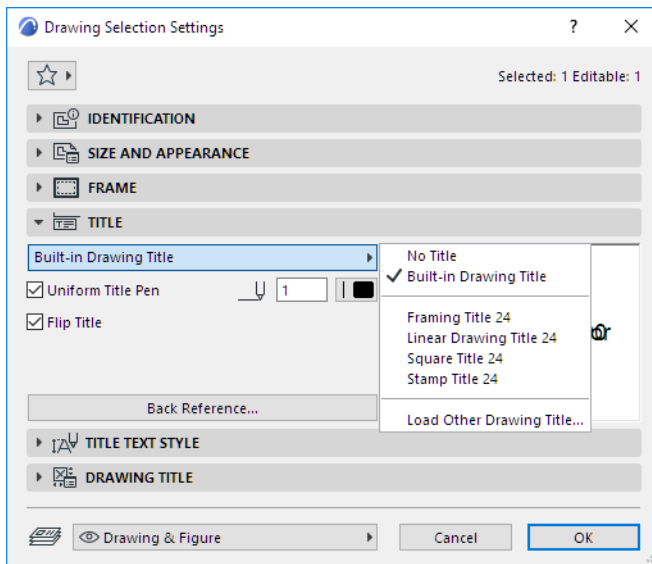 Drawing Selection Settings
Selected: 1 Editable: 1
IDENTIFICATION
SIZE AND APPEARANCE
FRAME
TITLE
Built-in Drawing Title
No Title
Built-in Drawing Title
Framing Title 24
Linear Drawing Title 24
Square Title 24
Stamp Title 24
Load Other Drawing Title...
Uniform Title Pen
1
Flip Title
Back Reference...
TITLE TEXT STYLE
DRAWING TITLE
Drawing & Figure
Cancel
OK